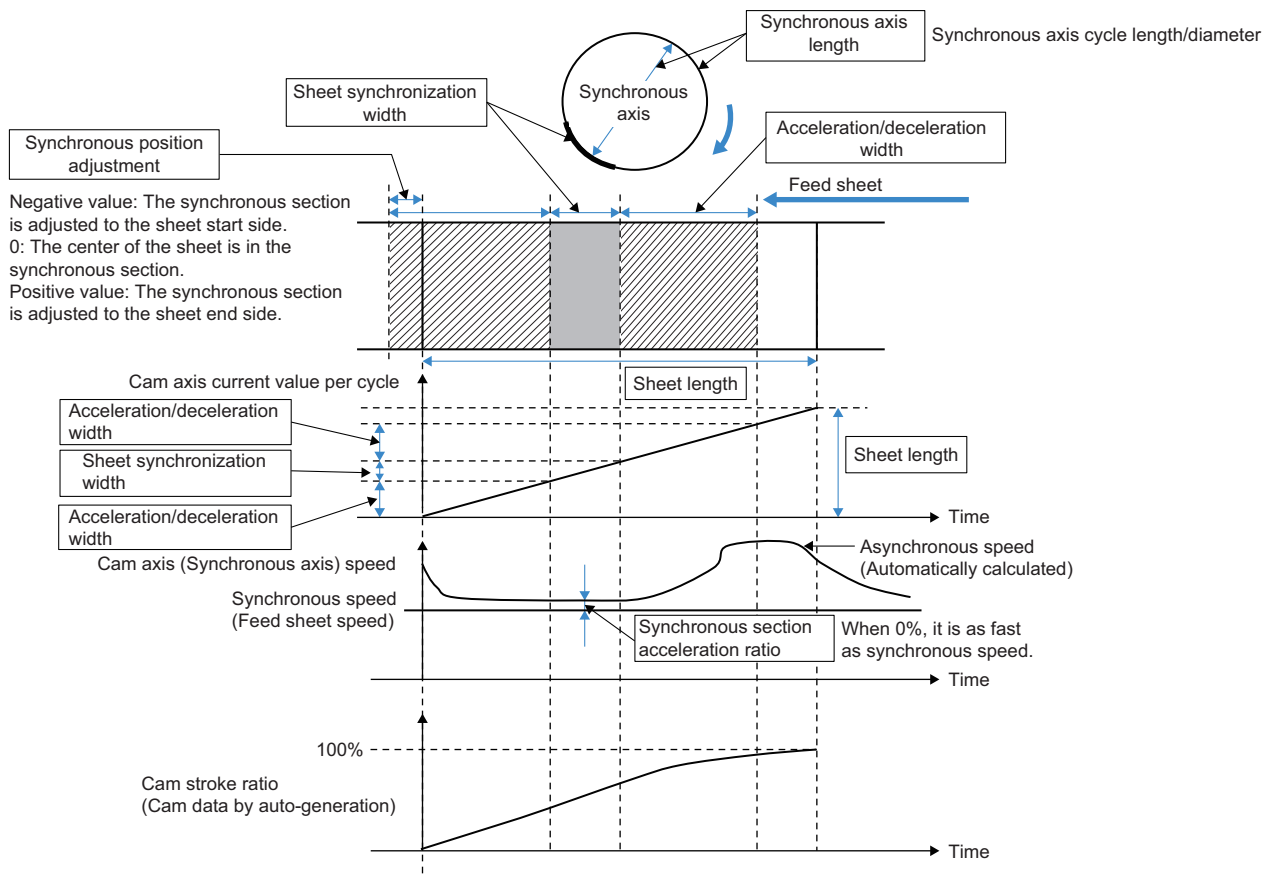 Synchronous axis
length
Synchronous axis cycle length/diameter
Sheet synchronization
width
Synchronous
axis
Acceleration/deceleration
width
Synchronous position
adjustment
Feed sheet
Negative value: The synchronous section
is adjusted to the sheet start side.
0: The center of the sheet is in the
synchronous section.
Positive value: The synchronous section
is adjusted to the sheet end side.
Cam axis current value per cycle
Sheet length
Acceleration/deceleration
width
Sheet synchronization
width
Sheet length
Acceleration/deceleration
width
Time
Cam axis (Synchronous axis) speed
Asynchronous speed
(Automatically calculated)
Synchronous speed
(Feed sheet speed)
Synchronous section
acceleration ratio
When 0%, it is as fast
as synchronous speed.
Time
100%
Cam stroke ratio
(Cam data by auto-generation)
Time